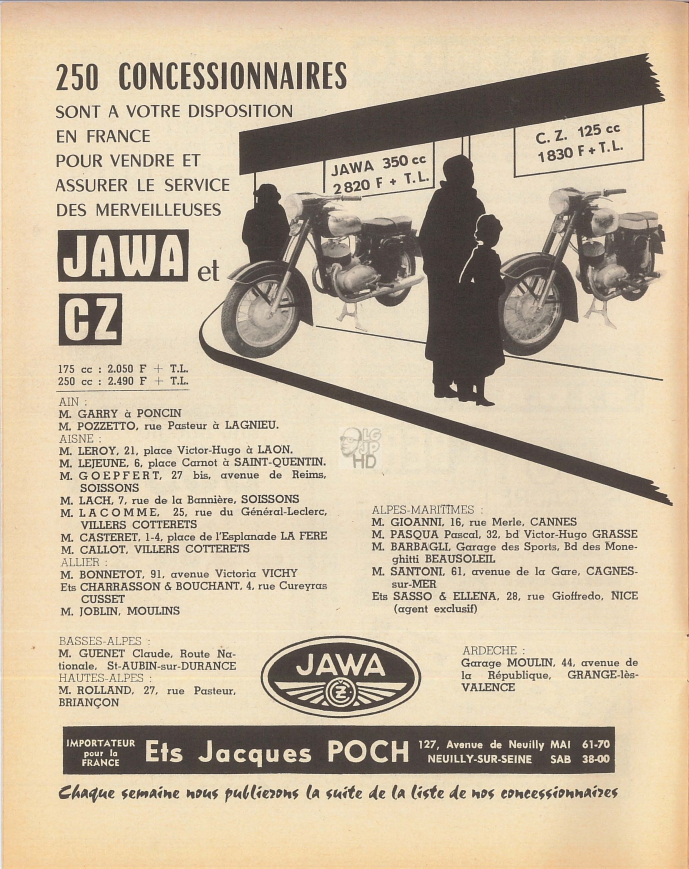 250 CONCESSIONNAIRES
SONT A VOTRE DISPOSITION
EN FRANCE
POUR VENDRE ET
ASSURER LE SERVICE
DES MERVEILLEUSES
JAWA et
CZ
JAWA 350 cc
2 820 F + T.L.
C. Z. 125 cc
1 830 F + T.L.
175 cc : 2.050 F + T.L.
250 cc : 2.490 F + T.L.
AIN :
M. GARRY à PONCIN
M. POZZETTO, rue Pasteur à LAGNIEU.
AISNE :
M. LEROY, 21, place Victor-Hugo à LAON.
M. LEJEUNE, 6, place Carnot à SAINT-QUENTIN.
M. GOEPFERT, 27 bis, avenue de Reims,
SOISSONS
M. LACH, 7, rue de la Bannière, SOISSONS
M. LACOMME, 25, rue du Général-Leclerc,
VILLERS COTTERETS
M. CASTERET, 1-4, place de l'Esplanade LA FERE
M. CALLOT, VILLERS COTTERETS
ALLIER :
M. BONNETOT, 91, avenue Victoria VICHY
Ets CHARRASSON & BOUCHANT, 4, rue Cureyras
CUSSET
M. JOBLIN, MOULINS
ALPES-MARITIMES :
M. GIOANNI, 16, rue Merle, CANNES
M. PASQUA Pascal, 32, bd Victor-Hugo GRASSE
M. BARBAGLI, Garage des Sports, Bd des Mone-
ghitti BEAUSOLEIL
M. SANTONI, 61, avenue de la Gare, CAGNES-
sur-MER
Ets SASSO & ELLENA, 28, rue Gioffredo, NICE
(agent exclusif)
BASSES-ALPES :
M. GUENET Claude, Route Na-
tionale, St-AUBIN-sur-DURANCE
HAUTES-ALPES :
M. ROLLAND, 27, rue Pasteur,
BRIANÇON
JAWA
CZ
ARDECHE :
Garage MOULIN, 44, avenue de
la République, GRANGE-lès-
VALENCE
IMPORTATEUR
pour la
FRANCE
Ets Jacques POCH
127, Avenue de Neuilly MAI 61-70
NEUILLY-SUR-SEINE SAB 38-00
Chaque semaine nous publierons la suite de la liste de nos concessionnaires
LG
JP
HD